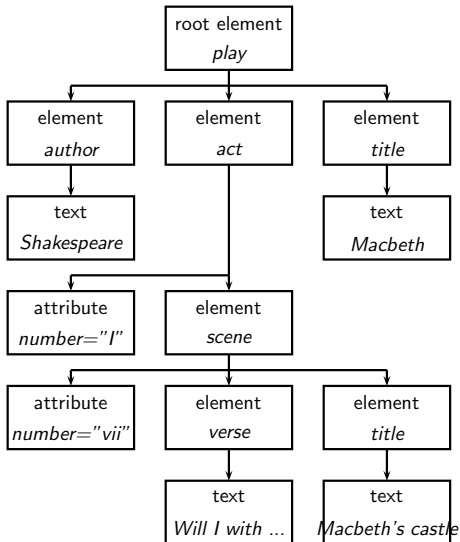 root element
play
element
author
element
act
element
title
text
Shakespeare
text
Macbeth
attribute
number="I"
element
scene
attribute
number="vii"
element
verse
element
title
text
Will I with ...
text
Macbeth's castle